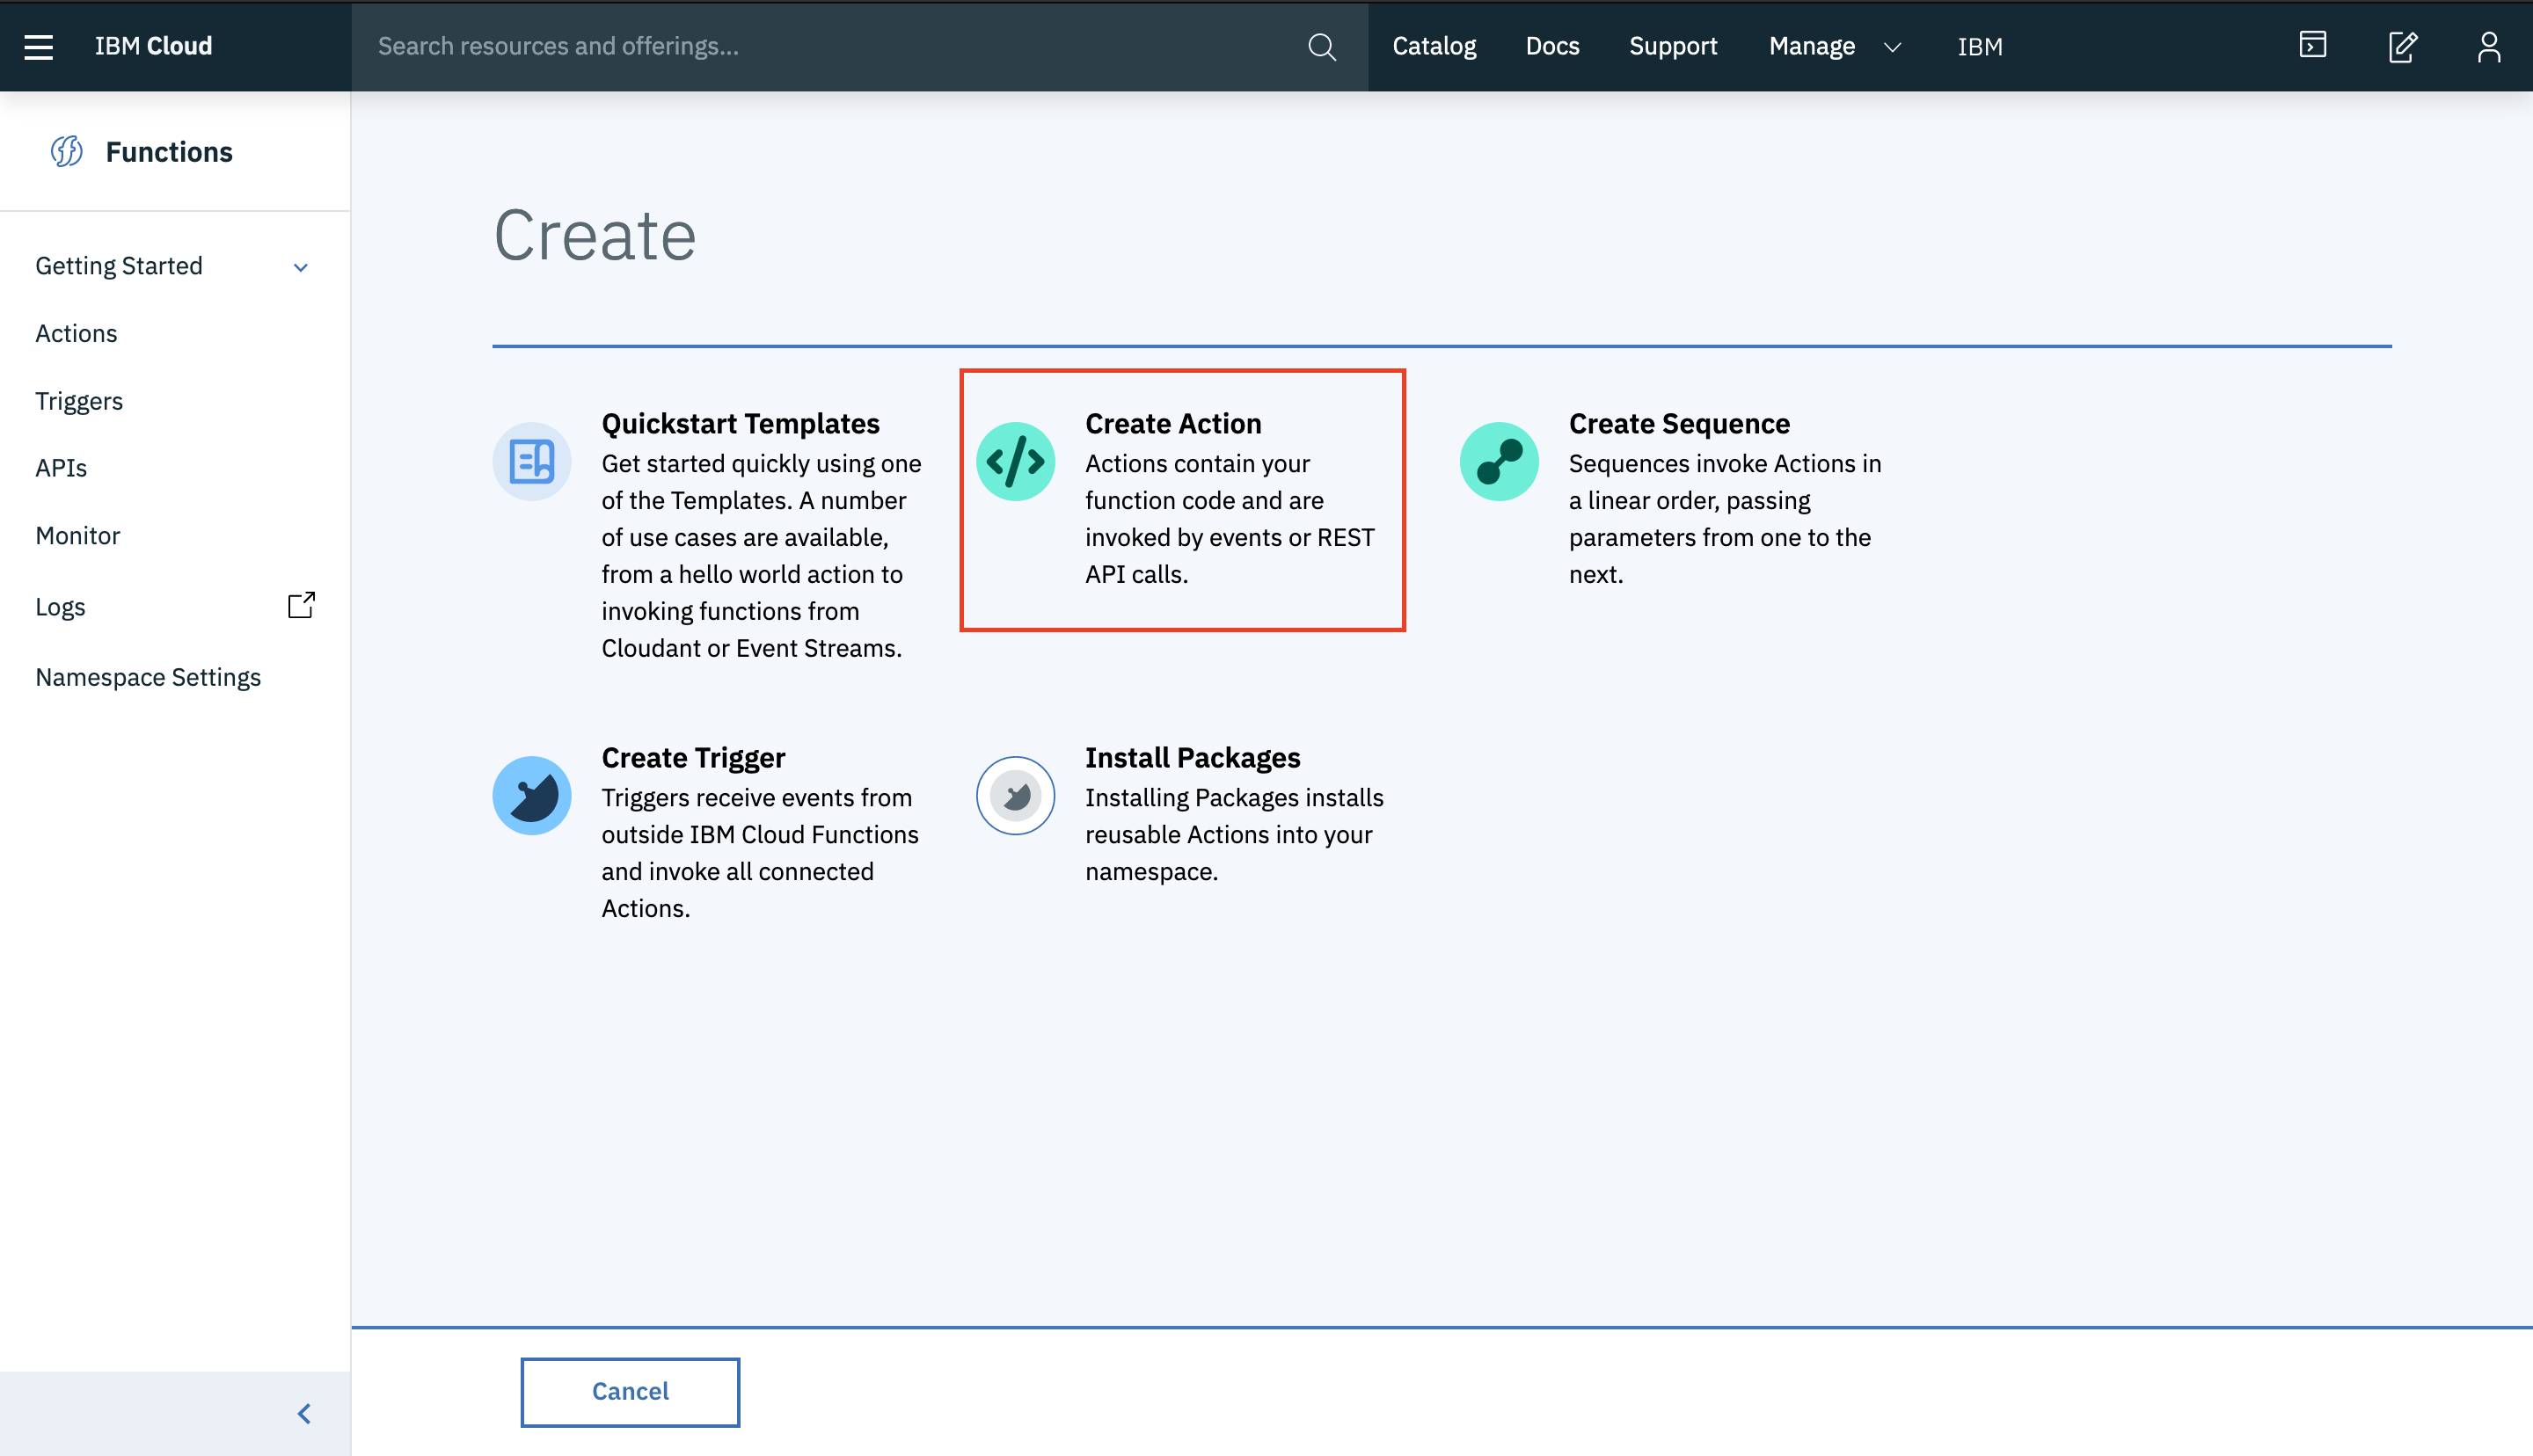 IBM Cloud
Search resources and offerings...
Catalog
Docs
Support
Manage
IBM
Functions
Getting Started
Actions
Triggers
APIs
Monitor
Logs
Namespace Settings
Create
Quickstart Templates
Get started quickly using one
of the Templates. A number
of use cases are available,
from a hello world action to
invoking functions from
Cloudant or Event Streams.
Create Action
Actions contain your
function code and are
invoked by events or REST
API calls.
Create Sequence
Sequences invoke Actions in
a linear order, passing
parameters from one to the
next.
Create Trigger
Triggers receive events from
outside IBM Cloud Functions
and invoke all connected
Actions.
Install Packages
Installing Packages installs
reusable Actions into your
namespace.
Cancel